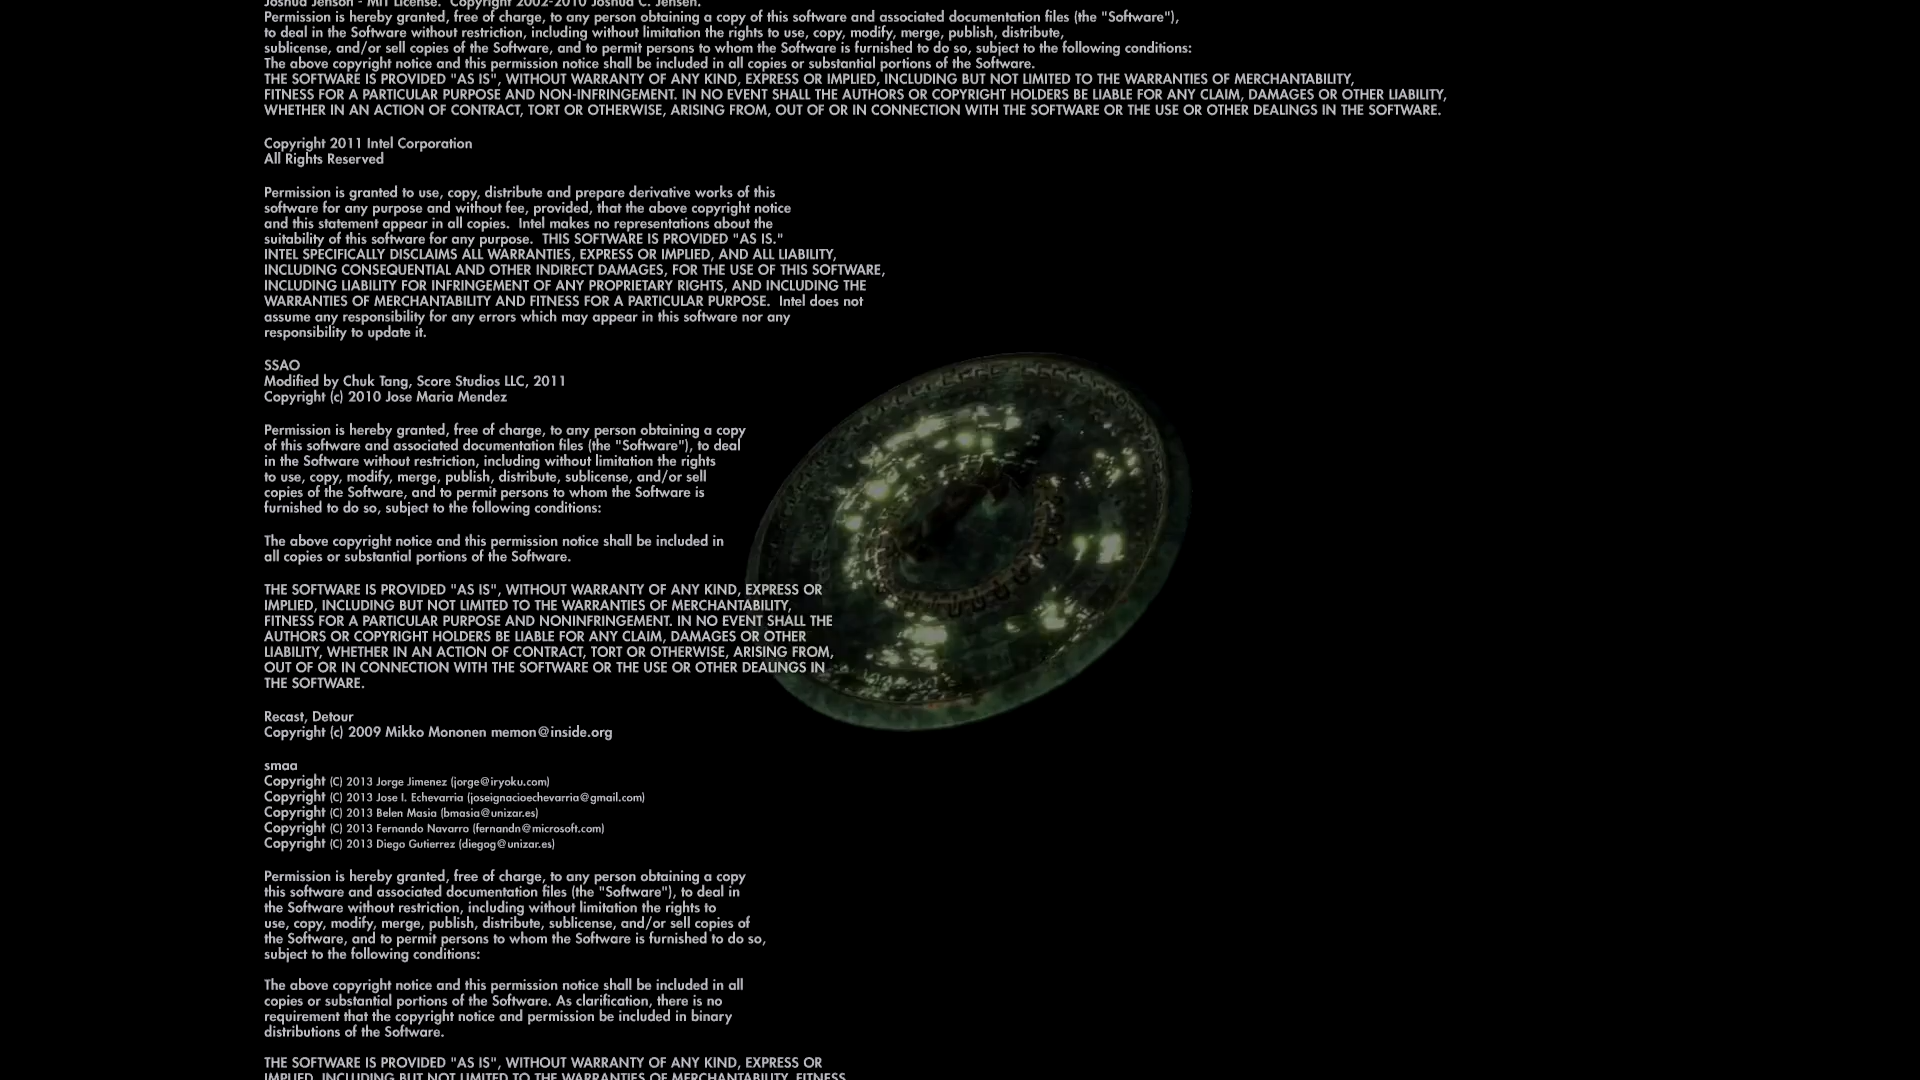 Joshua Jenson - MIT License.  Copyright 2002-2010 Joshua C. Jensen.
Permission is hereby granted, free of charge, to any person obtaining a copy of this software and associated documentation files (the "Software"),
to deal in the Software without restriction, including without limitation the rights to use, copy, modify, merge, publish, distribute,
sublicense, and/or sell copies of the Software, and to permit persons to whom the Software is furnished to do so, subject to the following conditions:
The above copyright notice and this permission notice shall be included in all copies or substantial portions of the Software.
THE SOFTWARE IS PROVIDED "AS IS", WITHOUT WARRANTY OF ANY KIND, EXPRESS OR IMPLIED, INCLUDING BUT NOT LIMITED TO THE WARRANTIES OF MERCHANTABILITY,
FITNESS FOR A PARTICULAR PURPOSE AND NON-INFRINGEMENT. IN NO EVENT SHALL THE AUTHORS OR COPYRIGHT HOLDERS BE LIABLE FOR ANY CLAIM, DAMAGES OR OTHER LIABILITY,
WHETHER IN AN ACTION OF CONTRACT, TORT OR OTHERWISE, ARISING FROM, OUT OF OR IN CONNECTION WITH THE SOFTWARE OR THE USE OR OTHER DEALINGS IN THE SOFTWARE.
Copyright 2011 Intel Corporation
All Rights Reserved
Permission is granted to use, copy, distribute and prepare derivative works of this
software for any purpose and without fee, provided, that the above copyright notice
and this statement appear in all copies.  Intel makes no representations about the
suitability of this software for any purpose.  THIS SOFTWARE IS PROVIDED "AS IS."
INTEL SPECIFICALLY DISCLAIMS ALL WARRANTIES, EXPRESS OR IMPLIED, AND ALL LIABILITY,
INCLUDING CONSEQUENTIAL AND OTHER INDIRECT DAMAGES, FOR THE USE OF THIS SOFTWARE,
INCLUDING LIABILITY FOR INFRINGEMENT OF ANY PROPRIETARY RIGHTS, AND INCLUDING THE
WARRANTIES OF MERCHANTABILITY AND FITNESS FOR A PARTICULAR PURPOSE.  Intel does not
assume any responsibility for any errors which may appear in this software nor any
responsibility to update it.
SSAO
Modified by Chuk Tang, Score Studios LLC, 2011
Copyright (c) 2010 Jose Maria Mendez
Permission is hereby granted, free of charge, to any person obtaining a copy
of this software and associated documentation files (the "Software"), to deal
in the Software without restriction, including without limitation the rights
to use, copy, modify, merge, publish, distribute, sublicense, and/or sell
copies of the Software, and to permit persons to whom the Software is
furnished to do so, subject to the following conditions:
The above copyright notice and this permission notice shall be included in
all copies or substantial portions of the Software.
THE SOFTWARE IS PROVIDED "AS IS", WITHOUT WARRANTY OF ANY KIND, EXPRESS OR
IMPLIED, INCLUDING BUT NOT LIMITED TO THE WARRANTIES OF MERCHANTABILITY,
FITNESS FOR A PARTICULAR PURPOSE AND NONINFRINGEMENT. IN NO EVENT SHALL THE
AUTHORS OR COPYRIGHT HOLDERS BE LIABLE FOR ANY CLAIM, DAMAGES OR OTHER
LIABILITY, WHETHER IN AN ACTION OF CONTRACT, TORT OR OTHERWISE, ARISING FROM,
OUT OF OR IN CONNECTION WITH THE SOFTWARE OR THE USE OR OTHER DEALINGS IN
THE SOFTWARE.
Recast, Detour
Copyright (c) 2009 Mikko Mononen memon@inside.org
smaa
Copyright (C) 2013 Jorge Jimenez (jorge@iryoku.com)
Copyright (C) 2013 Jose I. Echevarria (joseignacioechevarria@gmail.com)
Copyright (C) 2013 Belen Masia (bmasia@unizar.es)
Copyright (C) 2013 Fernando Navarro (fernandn@microsoft.com)
Copyright (C) 2013 Diego Gutierrez (diegog@unizar.es)
Permission is hereby granted, free of charge, to any person obtaining a copy
this software and associated documentation files (the "Software"), to deal in
the Software without restriction, including without limitation the rights to
use, copy, modify, merge, publish, distribute, sublicense, and/or sell copies of
the Software, and to permit persons to whom the Software is furnished to do so,
subject to the following conditions:
The above copyright notice and this permission notice shall be included in all
copies or substantial portions of the Software. As clarification, there is no
requirement that the copyright notice and permission be included in binary
distributions of the Software.
THE SOFTWARE IS PROVIDED "AS IS", WITHOUT WARRANTY OF ANY KIND, EXPRESS OR
IMPLIED, INCLUDING BUT NOT LIMITED TO THE WARRANTIES OF MERCHANTABILITY, FITNESS